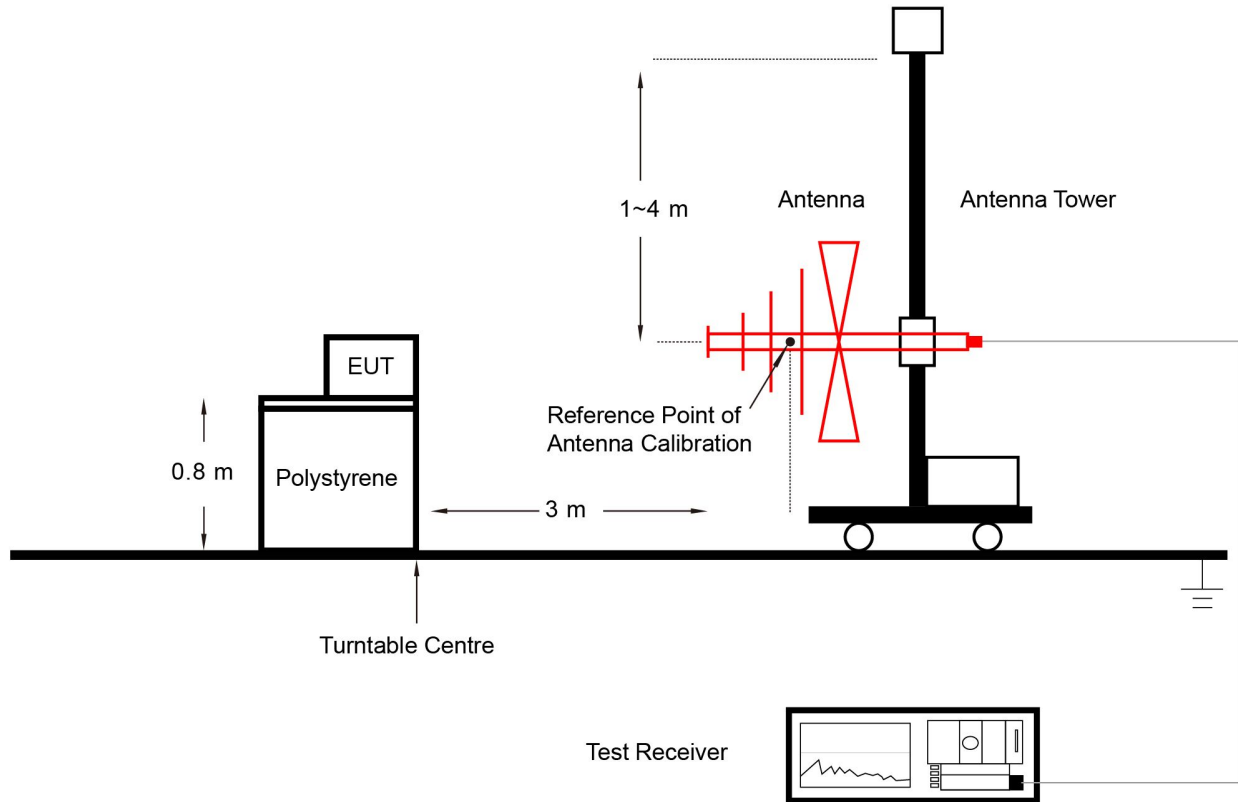 1~4 m
Antenna
Antenna Tower
EUT
Reference Point of
Antenna Calibration
0.8 m
Polystyrene
3 m
Turntable Centre
Test Receiver